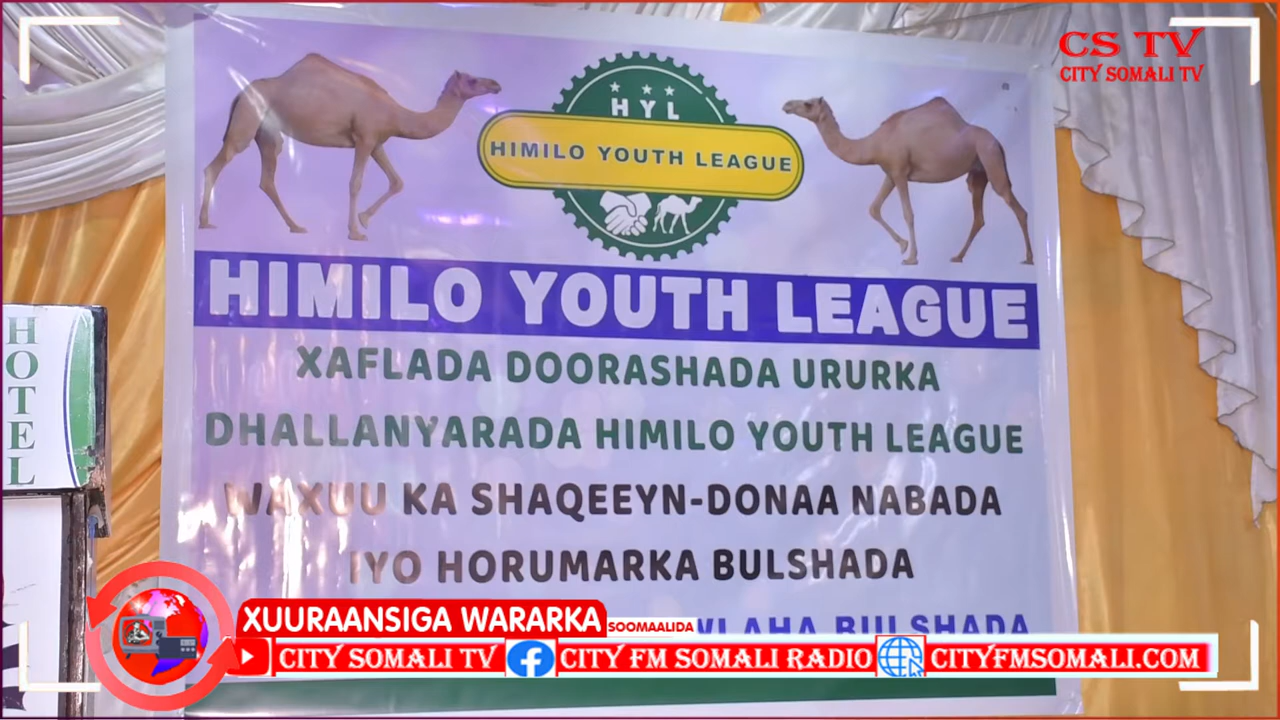 CS TV
CITY SOMALI TV
HYL
HIMILO YOUTH LEAGUE
HIMILO YOUTH LEAGUE
XAFLADA DOORASHADA URURKA
DHALLANYARADA HIMILO YOUTH LEAGUE
WAXUU KA SHAQEEYN-DONAA NABADA
IYO HORUMARKA BULSHADA
BULSHADA
HOTEL
XUURAANSIGA WARARKA
SOOMAALIDA
CITY SOMALI TV
CITY FM SOMALI RADIO
CITYFMSOMALI.COM